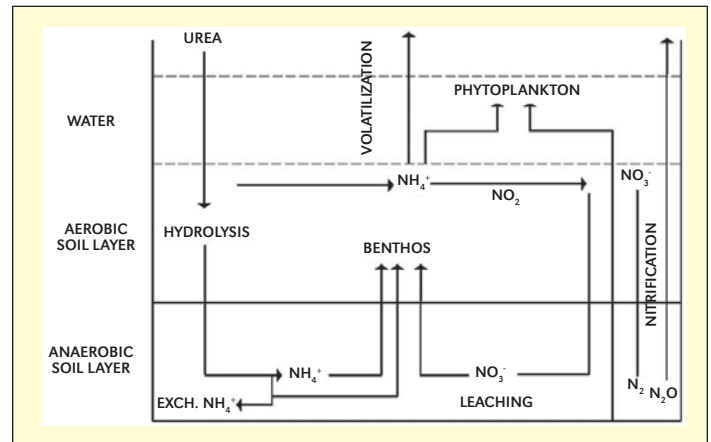 UREA
VOLATILIZATION
PHYTOPLANKTON
WATER
NH₄⁺
NO₂
NO₃⁻
AEROBIC
SOIL LAYER
HYDROLYSIS
BENTHOS
NITRIFICATION
ANAEROBIC
SOIL LAYER
NH₄⁺
NO₃⁻
N₂ N₂O
EXCH. NH₄⁺
LEACHING